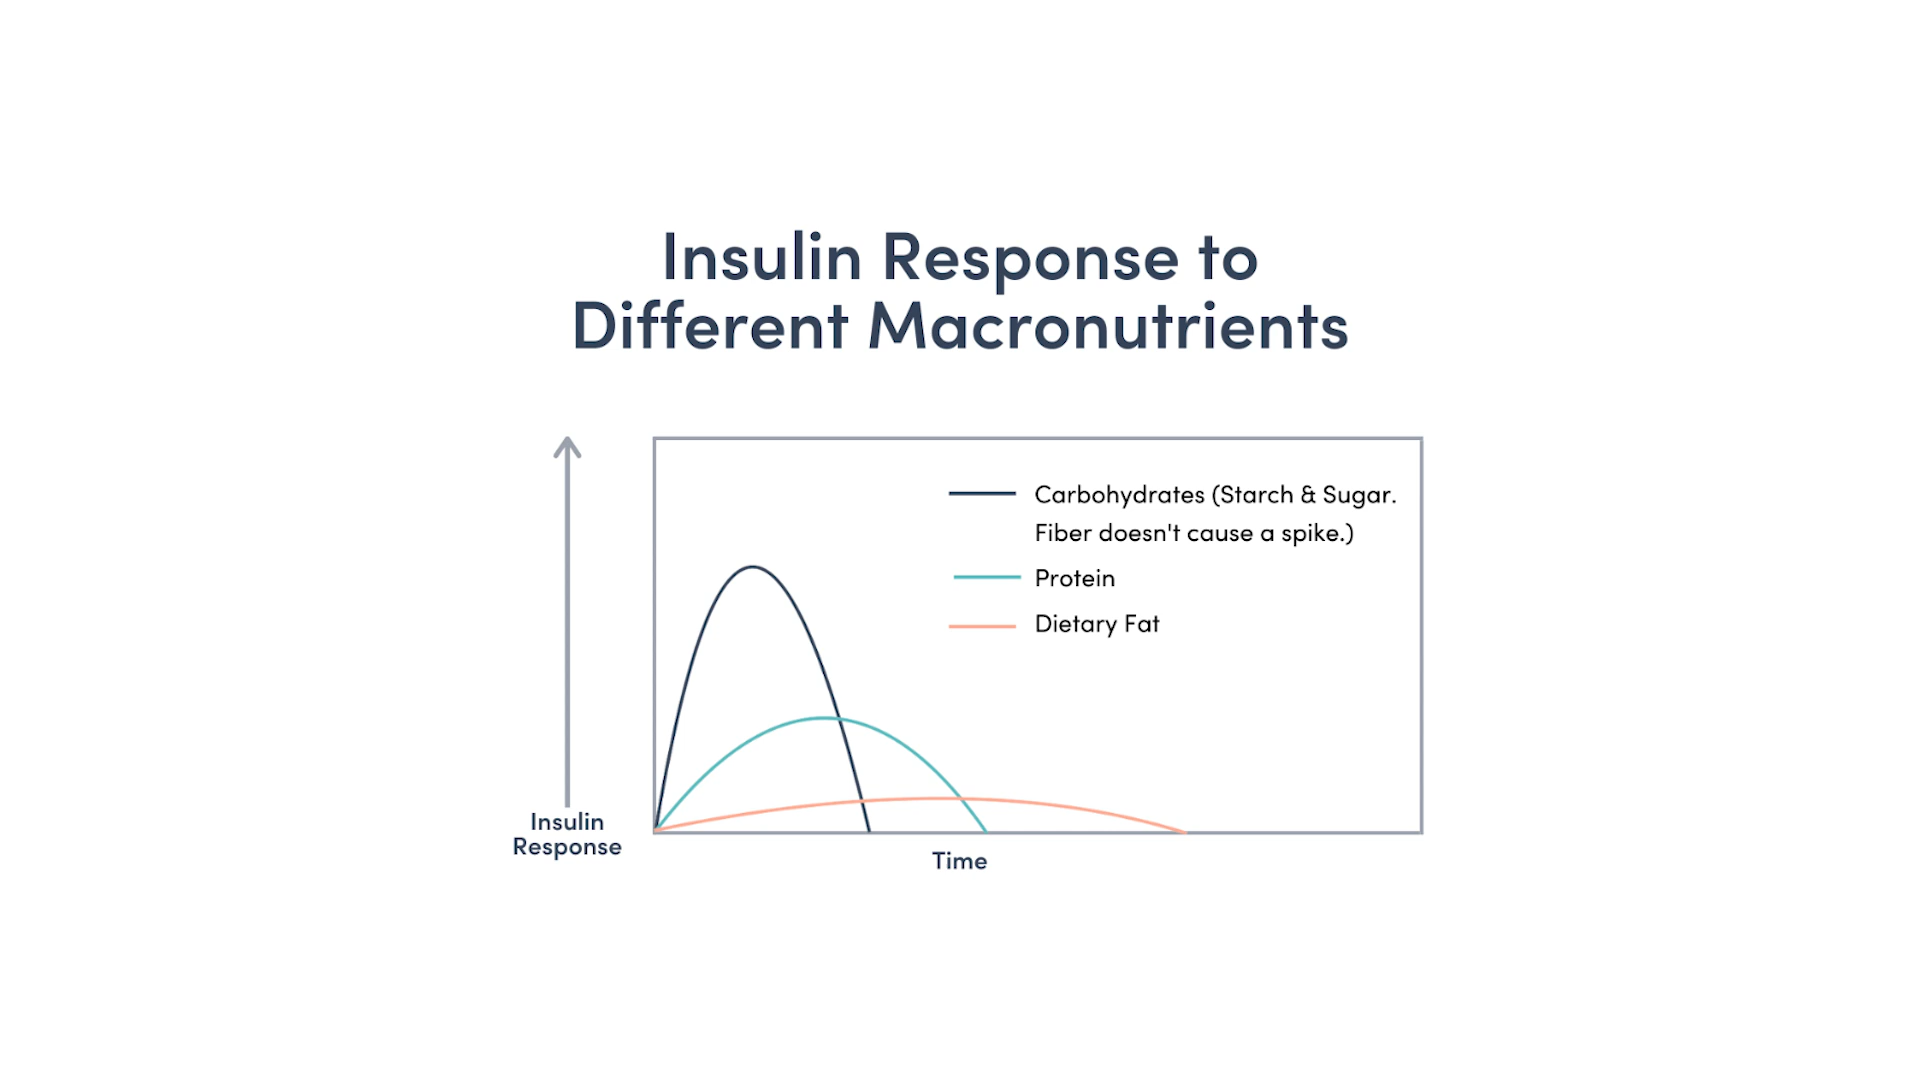 Insulin Response to
Different Macronutrients
Carbohydrates (Starch & Sugar.
Fiber doesn't cause a spike.)
Protein
Dietary Fat
Insulin
Response
Time